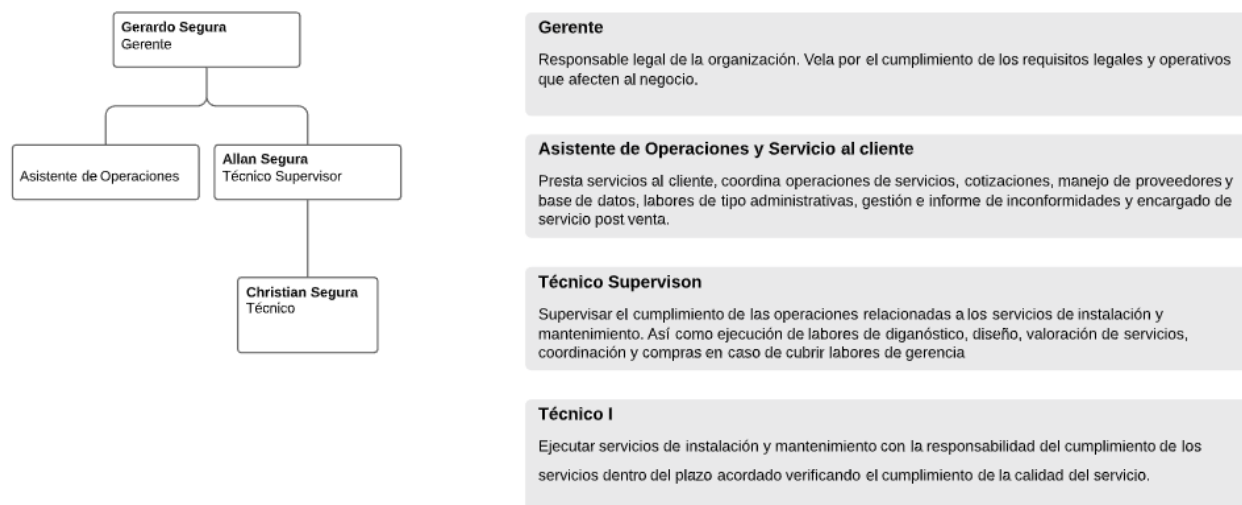 Gerardo Segura
Gerente
Asistente de Operaciones
Allan Segura
Técnico Supervisor
Christian Segura
Técnico
Gerente
Responsable legal de la organización. Vela por el cumplimiento de los requisitos legales y operativos
que afecten al negocio.
Asistente de Operaciones y Servicio al cliente
Presta servicios al cliente, coordina operaciones de servicios, cotizaciones, manejo de proveedores y
base de datos, labores de tipo administrativas, gestión e informe de inconformidades y encargado de
servicio post venta.
Técnico Supervison
Supervisar el cumplimiento de las operaciones relacionadas a los servicios de instalación y
mantenimiento. Así como ejecución de labores de diganóstico, diseño, valoración de servicios,
coordinación y compras en caso de cubrir labores de gerencia
Técnico I
Ejecutar servicios de instalación y mantenimiento con la responsabilidad del cumplimiento de los
servicios dentro del plazo acordado verificando el cumplimiento de la calidad del servicio.